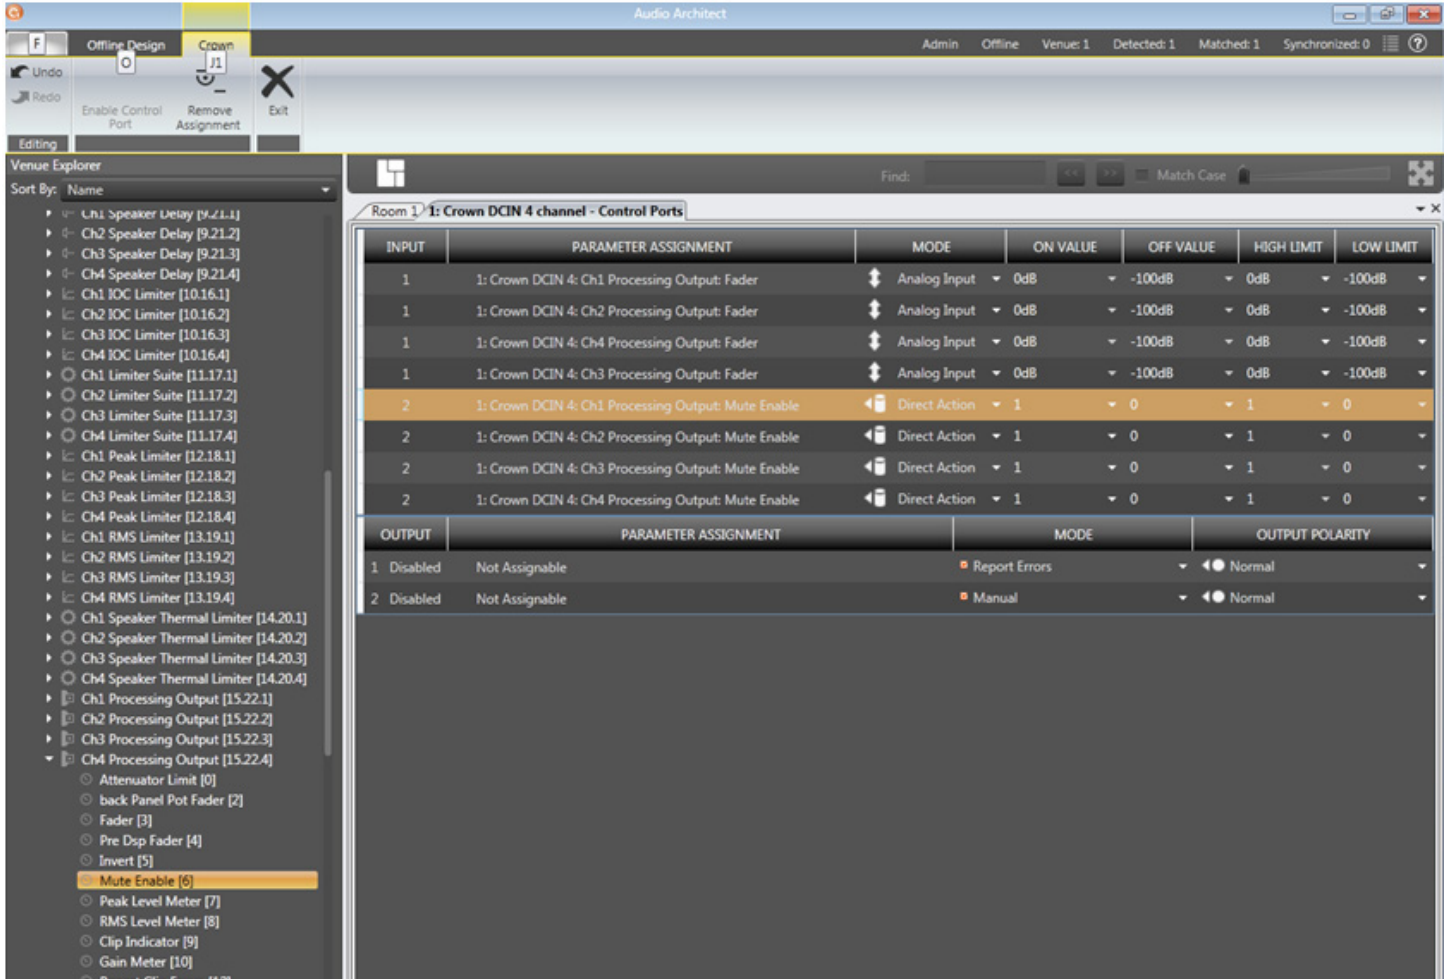 Audio Architect
F Offline Design Crown Admin Offline Venue: 1 Detected: 1 Matched: 1 Synchronized: 0
O J1
Undo
Redo
Enable Control Port
Remove Assignment
Exit
Editing
Venue Explorer
Sort By: Name
Find: << >> Match Case
Ch1 Speaker Delay [9.21.1]
Ch2 Speaker Delay [9.21.2]
Ch3 Speaker Delay [9.21.3]
Ch4 Speaker Delay [9.21.4]
Ch1 IOC Limiter [10.16.1]
Ch2 IOC Limiter [10.16.2]
Ch3 IOC Limiter [10.16.3]
Ch4 IOC Limiter [10.16.4]
Ch1 Limiter Suite [11.17.1]
Ch2 Limiter Suite [11.17.2]
Ch3 Limiter Suite [11.17.3]
Ch4 Limiter Suite [11.17.4]
Ch1 Peak Limiter [12.18.1]
Ch2 Peak Limiter [12.18.2]
Ch3 Peak Limiter [12.18.3]
Ch4 Peak Limiter [12.18.4]
Ch1 RMS Limiter [13.19.1]
Ch2 RMS Limiter [13.19.2]
Ch3 RMS Limiter [13.19.3]
Ch4 RMS Limiter [13.19.4]
Ch1 Speaker Thermal Limiter [14.20.1]
Ch2 Speaker Thermal Limiter [14.20.2]
Ch3 Speaker Thermal Limiter [14.20.3]
Ch4 Speaker Thermal Limiter [14.20.4]
Ch1 Processing Output [15.22.1]
Ch2 Processing Output [15.22.2]
Ch3 Processing Output [15.22.3]
Ch4 Processing Output [15.22.4]
Attenuator Limit [0]
back Panel Pot Fader [2]
Fader [3]
Pre Dsp Fader [4]
Invert [5]
Mute Enable [6]
Peak Level Meter [7]
RMS Level Meter [8]
Clip Indicator [9]
Gain Meter [10]
Room 1 1: Crown DCIN 4 channel - Control Ports
INPUT PARAMETER ASSIGNMENT MODE ON VALUE OFF VALUE HIGH LIMIT LOW LIMIT
1 1: Crown DCIN 4: Ch1 Processing Output: Fader Analog Input 0dB -100dB 0dB -100dB
1 1: Crown DCIN 4: Ch2 Processing Output: Fader Analog Input 0dB -100dB 0dB -100dB
1 1: Crown DCIN 4: Ch4 Processing Output: Fader Analog Input 0dB -100dB 0dB -100dB
1 1: Crown DCIN 4: Ch3 Processing Output: Fader Analog Input 0dB -100dB 0dB -100dB
2 1: Crown DCIN 4: Ch1 Processing Output: Mute Enable Direct Action 1 0 1 0
2 1: Crown DCIN 4: Ch2 Processing Output: Mute Enable Direct Action 1 0 1 0
2 1: Crown DCIN 4: Ch3 Processing Output: Mute Enable Direct Action 1 0 1 0
2 1: Crown DCIN 4: Ch4 Processing Output: Mute Enable Direct Action 1 0 1 0
OUTPUT PARAMETER ASSIGNMENT MODE OUTPUT POLARITY
1 Disabled Not Assignable Report Errors Normal
2 Disabled Not Assignable Manual Normal